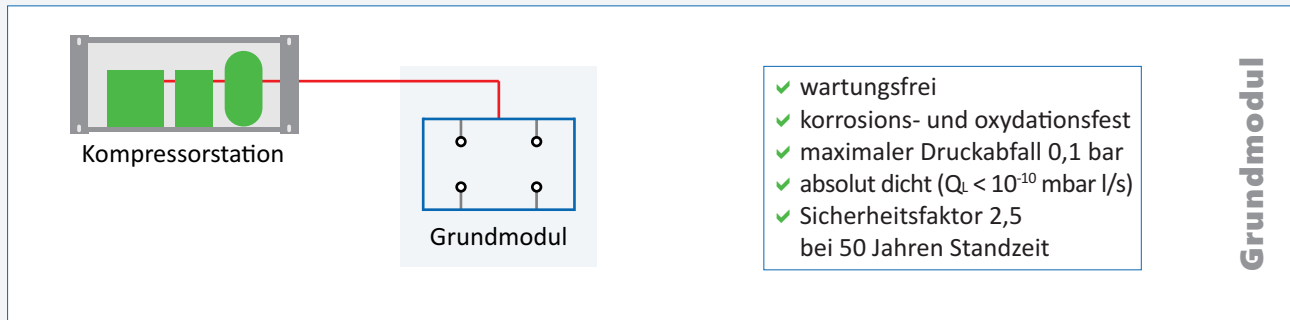 Kompressorstation
Grundmodul
✓ wartungsfrei
✓ korrosions- und oxydationsfest
✓ maximaler Druckabfall 0,1 bar
✓ absolut dicht (QL < 10⁻¹⁰ mbar l/s)
✓ Sicherheitsfaktor 2,5
bei 50 Jahren Standzeit
Grundmodul